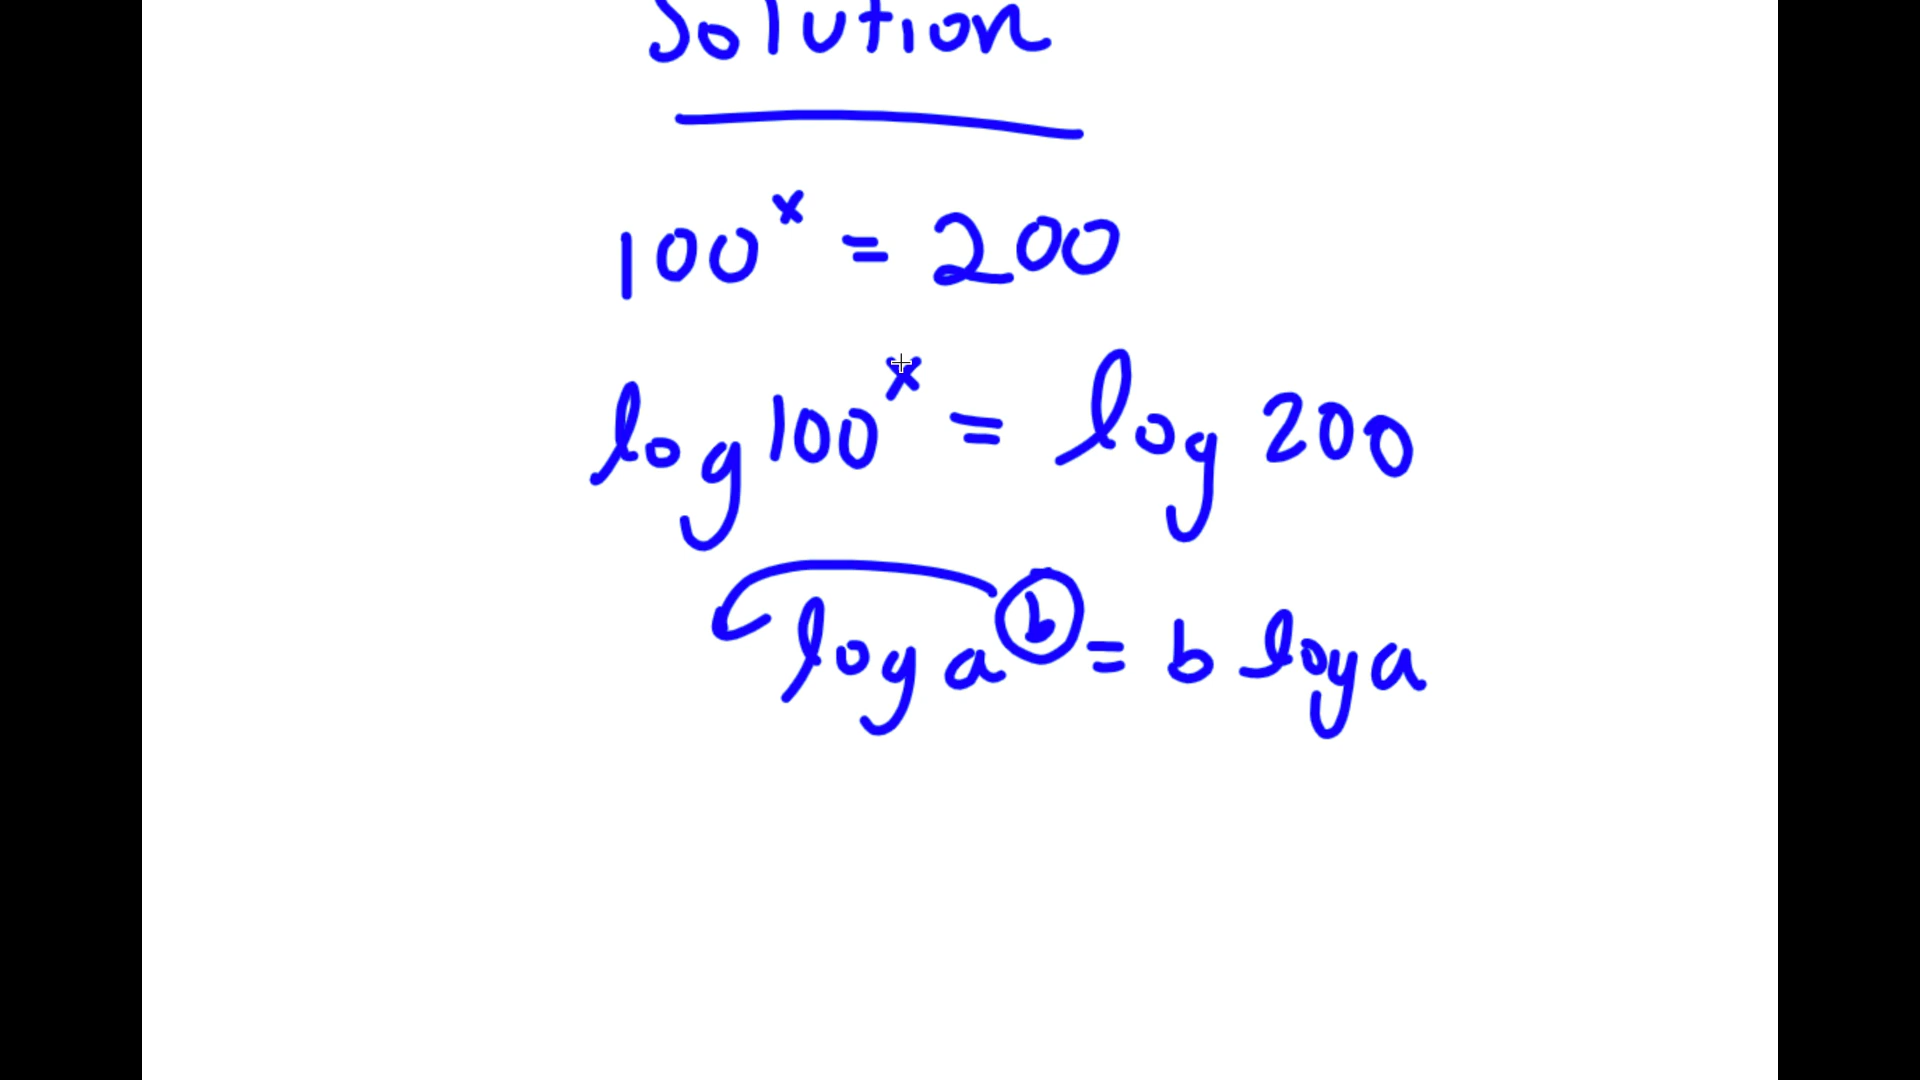 Solution
100^x = 200
log 100^x = log 200
log a^b = b log a